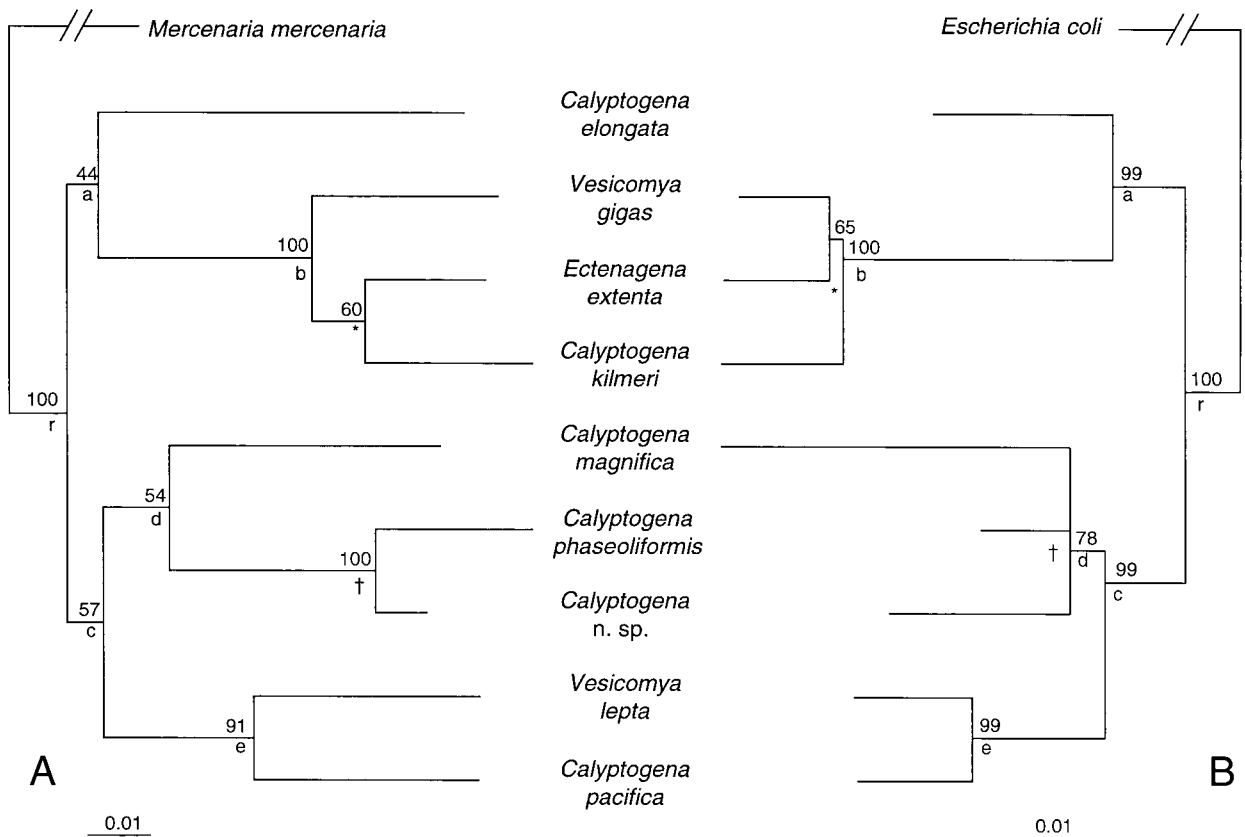 Mercenaria mercenaria
Escherichia coli
Calyptogena
elongata
44
a
99
a
Vesicomya
gigas
100
b
65
100
b
Ectenagena
extenta
60
*
*
Calyptogena
kilmeri
100
r
100
r
Calyptogena
magnifica
54
d
Calyptogena
phaseoliformis
100
†
†
78
d
99
c
57
c
Calyptogena
n. sp.
Vesicomya
lepta
91
e
99
e
Calyptogena
pacifica
A
B
0.01
0.01